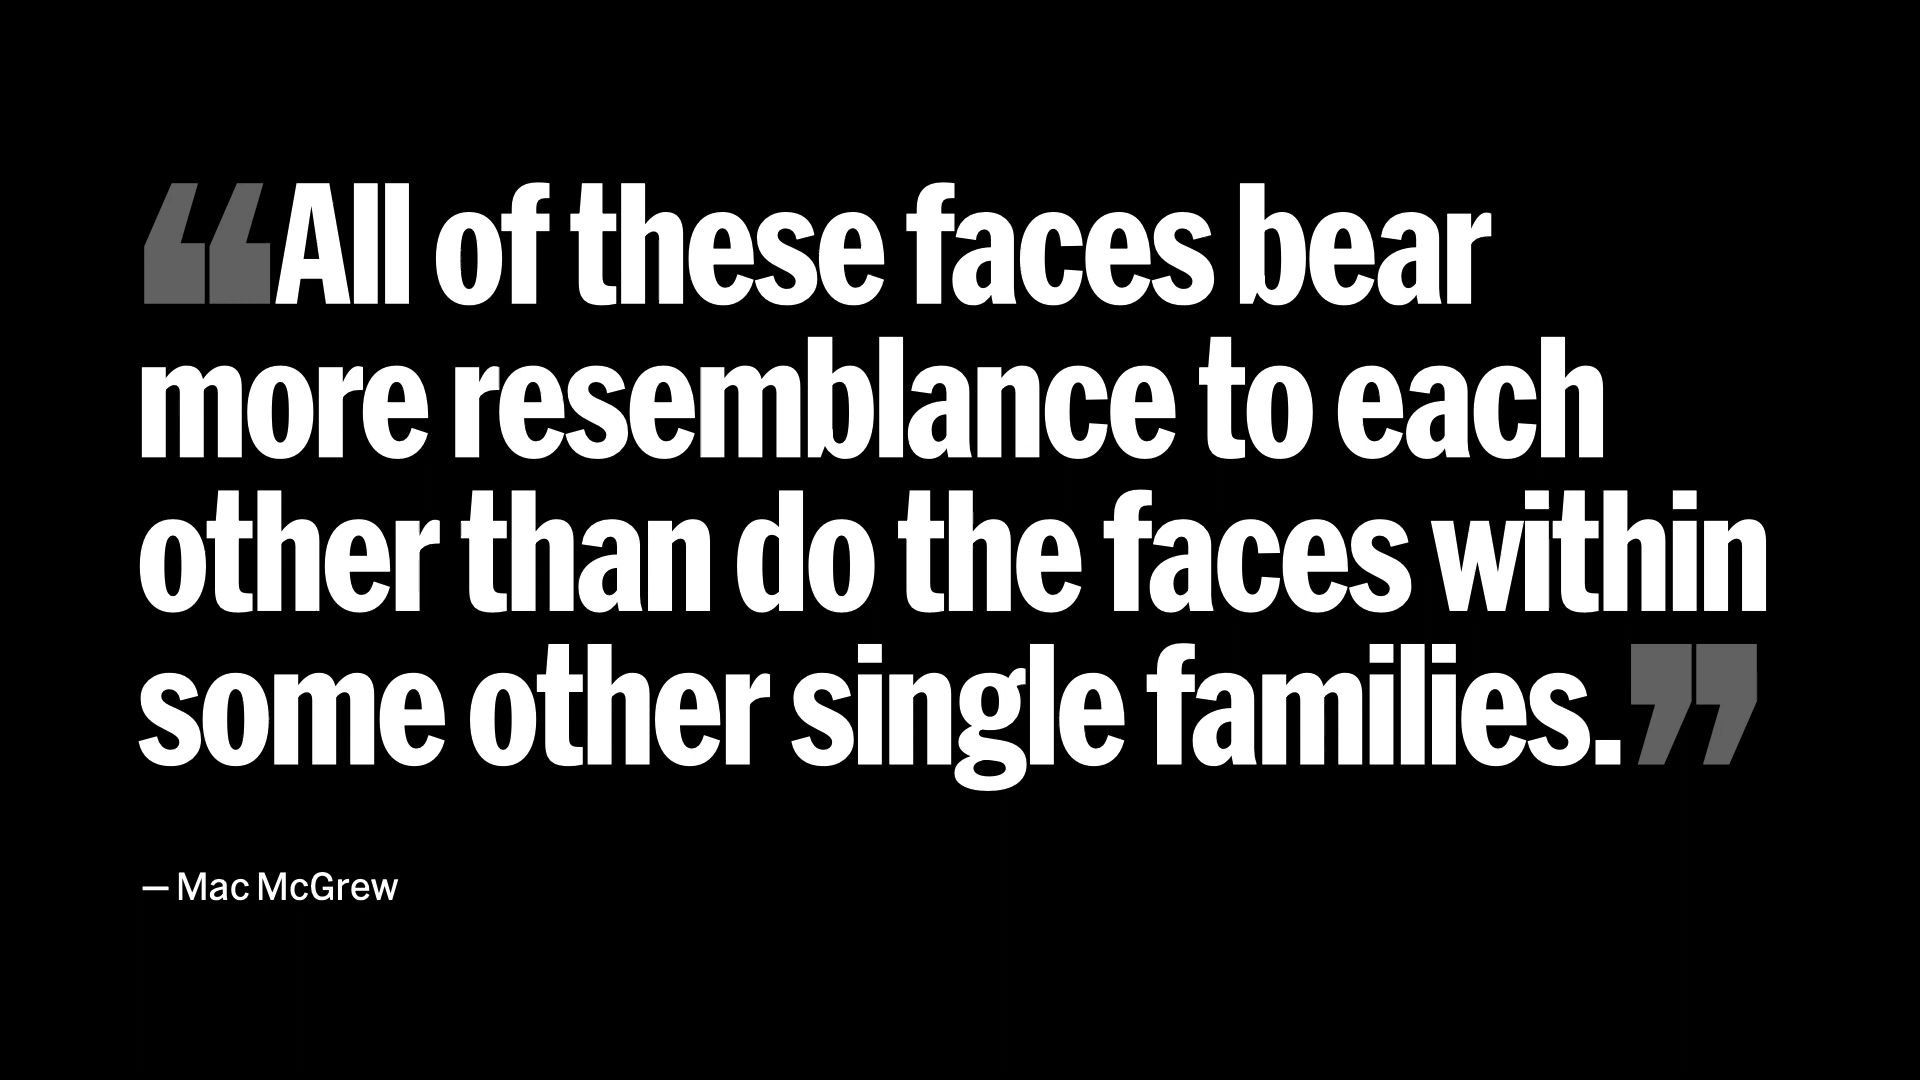 “All of these faces bear
more resemblance to each
other than do the faces within
some other single families.”
– Mac McGrew